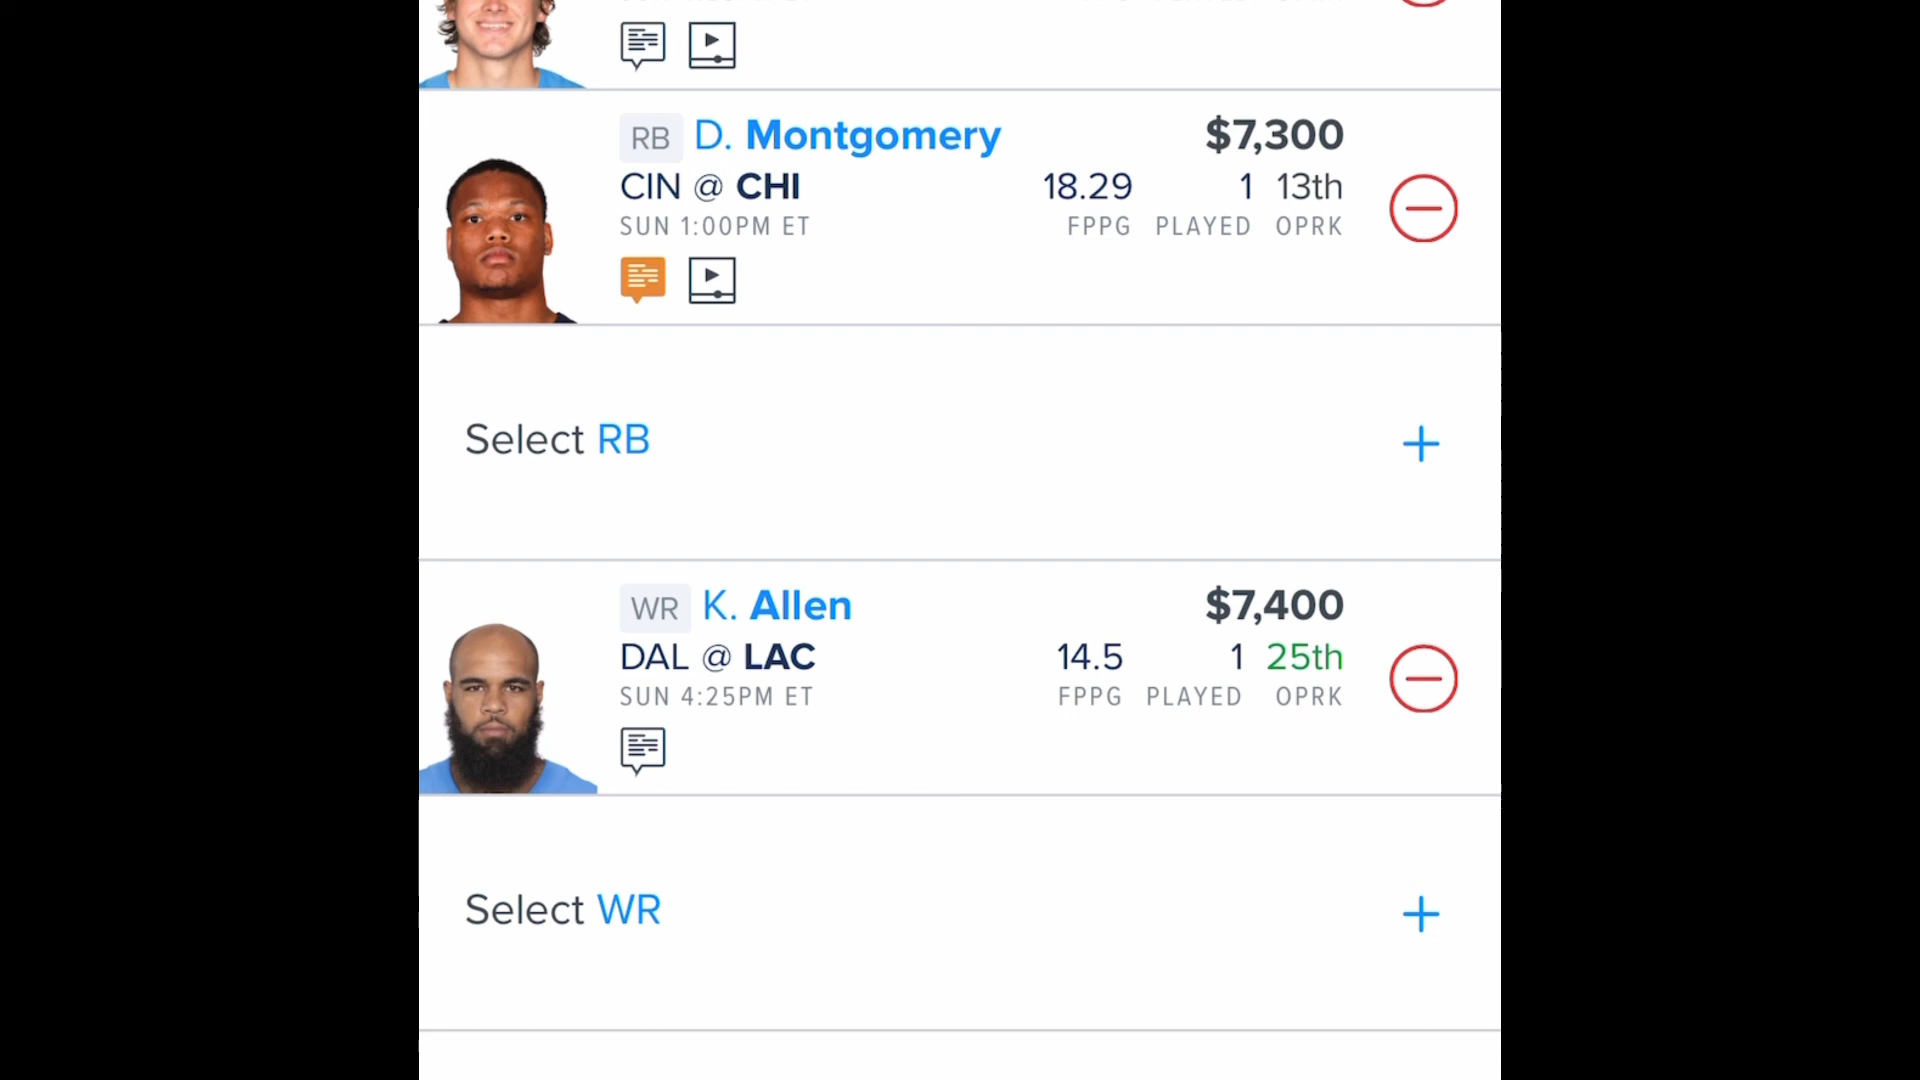 RB D. Montgomery $7,300
CIN @ CHI 18.29 1 13th
SUN 1:00PM ET FPPG PLAYED OPRK
Select RB
WR K. Allen $7,400
DAL @ LAC 14.5 1 25th
SUN 4:25PM ET FPPG PLAYED OPRK
Select WR